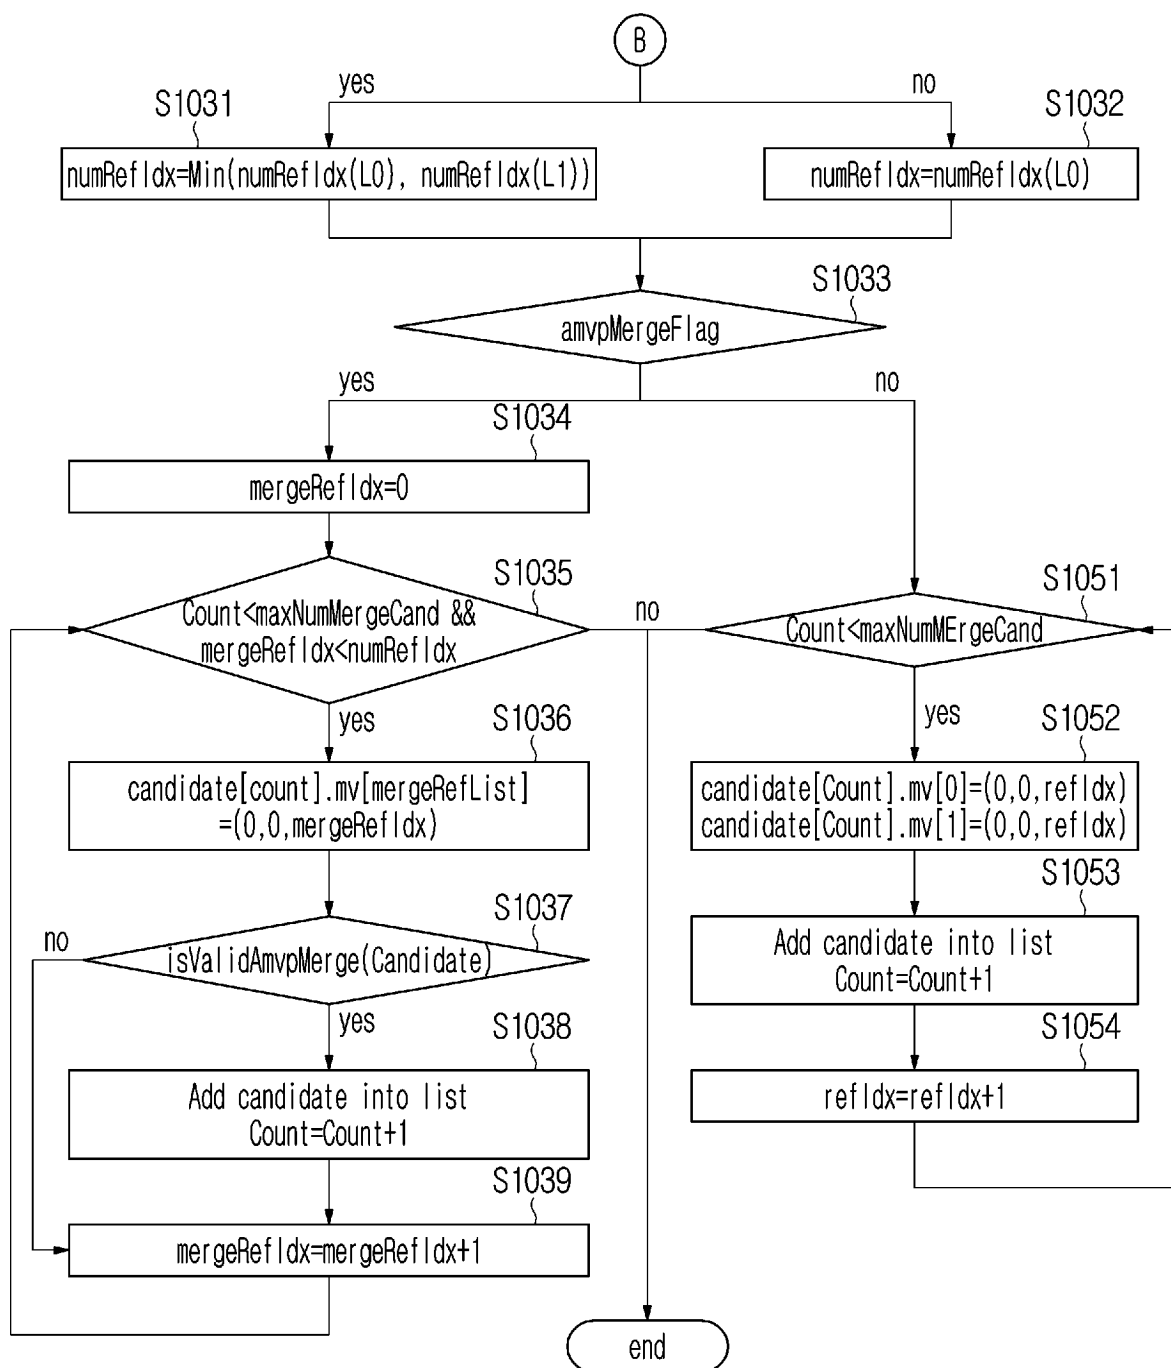 B
yes
no
S1031
S1032
numRefIdx=Min(numRefIdx(L0), numRefIdx(L1))
numRefIdx=numRefIdx(L0)
S1033
amvpMergeFlag
yes
no
S1034
mergeRefIdx=0
S1035
Count<maxNumMergeCand &&
mergeRefIdx<numRefIdx
no
S1051
Count<maxNumMErgeCand
yes
S1036
candidate[count].mv[mergeRefList]
=(0,0,mergeRefIdx)
yes
S1052
candidate[Count].mv[0]=(0,0,refIdx)
candidate[Count].mv[1]=(0,0,refIdx)
S1037
no
isValidAmvpMerge(Candidate)
S1053
Add candidate into list
Count=Count+1
yes
S1038
Add candidate into list
Count=Count+1
S1054
refIdx=refIdx+1
S1039
mergeRefIdx=mergeRefIdx+1
end